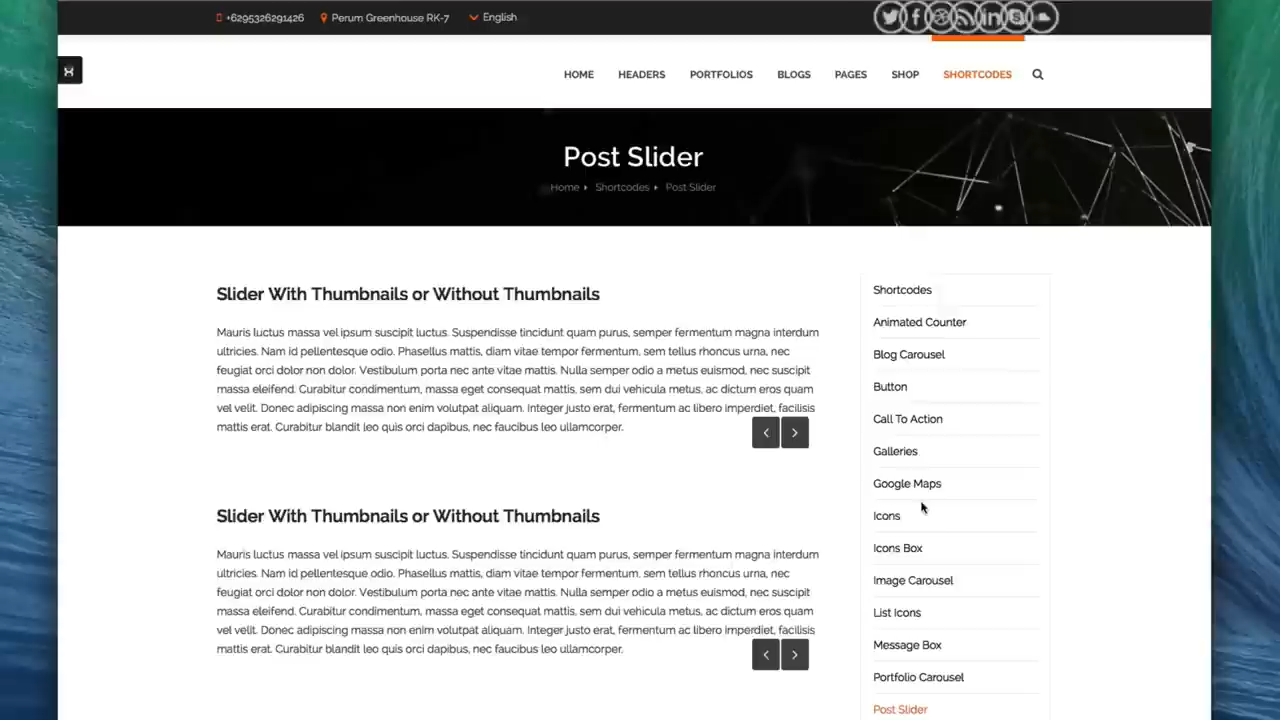 +6295326291426 Perum Greenhouse RK-7 English
HOME HEADERS PORTFOLIOS BLOGS PAGES SHOP SHORTCODES
Post Slider
Home Shortcodes Post Slider
Slider With Thumbnails or Without Thumbnails
Mauris luctus massa vel ipsum suscipit luctus. Suspendisse tincidunt quam purus, semper fermentum magna interdum
ultricies. Nam id pellentesque odio. Phasellus mattis, diam vitae tempor fermentum, sem tellus rhoncus urna, nec
feugiat orci dolor non dolor. Vestibulum porta nec ante vitae mattis. Nulla semper odio a metus euismod, nec suscipit
massa eleifend. Curabitur condimentum, massa eget consequat mattis, sem dui vehicula metus, ac dictum eros quam
vel velit. Donec adipiscing massa non enim volutpat aliquam. Integer justo erat, fermentum ac libero imperdiet, facilisis
mattis erat. Curabitur blandit leo quis orci dapibus, nec faucibus leo ullamcorper.
Slider With Thumbnails or Without Thumbnails
Mauris luctus massa vel ipsum suscipit luctus. Suspendisse tincidunt quam purus, semper fermentum magna interdum
ultricies. Nam id pellentesque odio. Phasellus mattis, diam vitae tempor fermentum, sem tellus rhoncus urna, nec
feugiat orci dolor non dolor. Vestibulum porta nec ante vitae mattis. Nulla semper odio a metus euismod, nec suscipit
massa eleifend. Curabitur condimentum, massa eget consequat mattis, sem dui vehicula metus, ac dictum eros quam
vel velit. Donec adipiscing massa non enim volutpat aliquam. Integer justo erat, fermentum ac libero imperdiet, facilisis
mattis erat. Curabitur blandit leo quis orci dapibus, nec faucibus leo ullamcorper.
Shortcodes
Animated Counter
Blog Carousel
Button
Call To Action
Galleries
Google Maps
Icons
Icons Box
Image Carousel
List Icons
Message Box
Portfolio Carousel
Post Slider